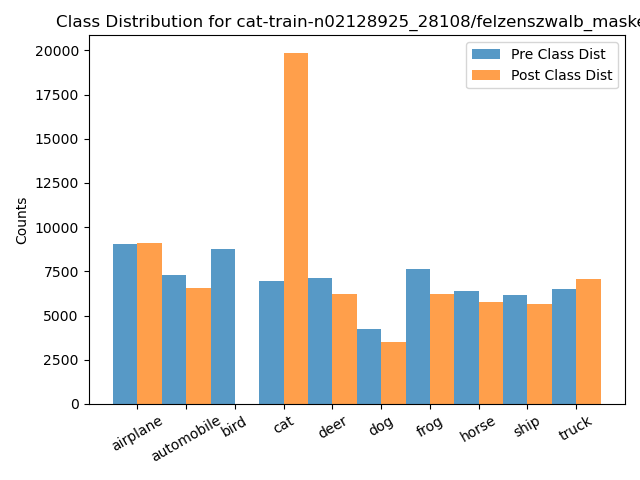 Class Distribution for cat-train-n02128925_28108/felzenszwalb_maske
Pre Class Dist
Post Class Dist
Counts
20000
17500
15000
12500
10000
7500
5000
2500
0
airplane
automobile
bird
cat
deer
dog
frog
horse
ship
truck